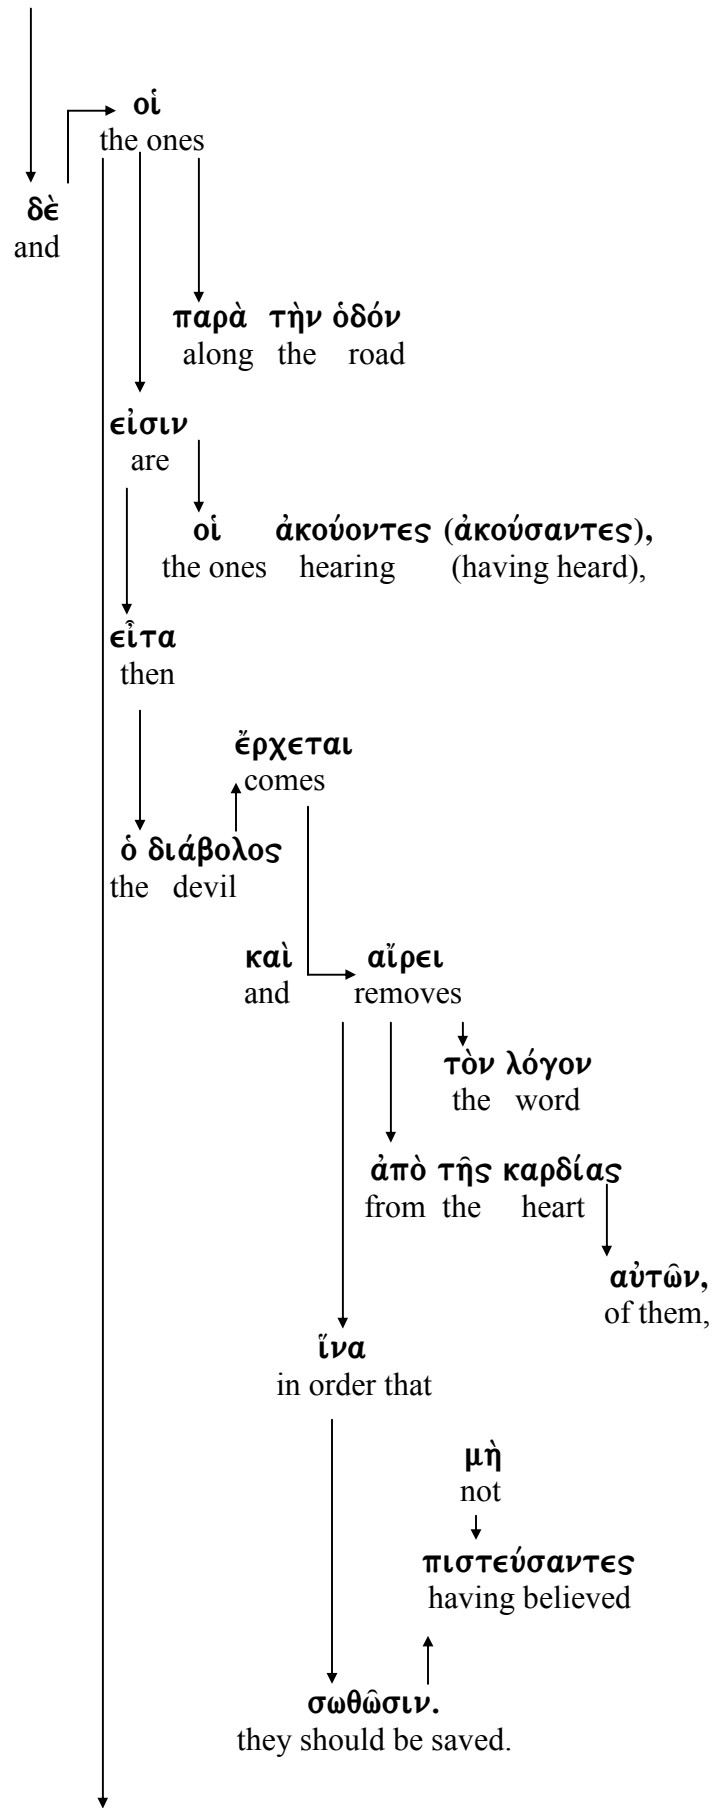 οἱ
the ones
δὲ
and
παρὰ τὴν ὁδόν
along the road
εἰσιν
are
οἱ ἀκούοντες (ἀκούσαντες),
the ones hearing (having heard),
εἶτα
then
ἔρχεται
comes
ὁ διάβολος
the devil
καὶ αἴρει
and removes
τὸν λόγον
the word
ἀπὸ τῆς καρδίας
from the heart
αὐτῶν,
of them,
ἵνα
in order that
μὴ
not
πιστεύσαντες
having believed
σωθῶσιν.
they should be saved.